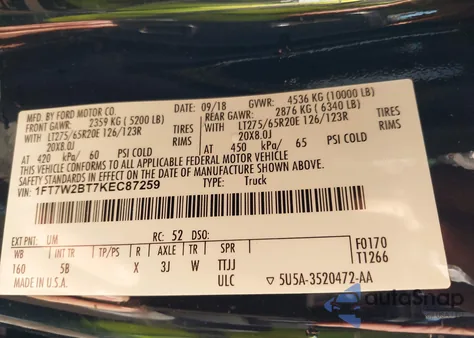 MFD. BY FORD MOTOR CO.
DATE: 09/18 GVWR: 4536 KG (10000 LB)
FRONT GAWR: 2359 KG (5200 LB) REAR GAWR: 2876 KG (6340 LB)
WITH LT275/65R20E 126/123R TIRES WITH LT275/65R20E 126/123R TIRES
20X8.0J RIMS 20X8.0J RIMS
AT 420 kPa/ 60 PSI COLD AT 450 kPa/ 65 PSI COLD
THIS VEHICLE CONFORMS TO ALL APPLICABLE FEDERAL MOTOR VEHICLE
SAFETY STANDARDS IN EFFECT ON THE DATE OF MANUFACTURE SHOWN ABOVE.
VIN: 1FT7W2BT7KEC87259 TYPE: Truck
EXT PNT: UM RC: 52 DSO: F0170
WB INT TR TP/PS R AXLE TR SPR T1266
160 5B X 3J W TTJJ
MADE IN U.S.A. ULC ▽ 5U5A-3520472-AA
autoSnap